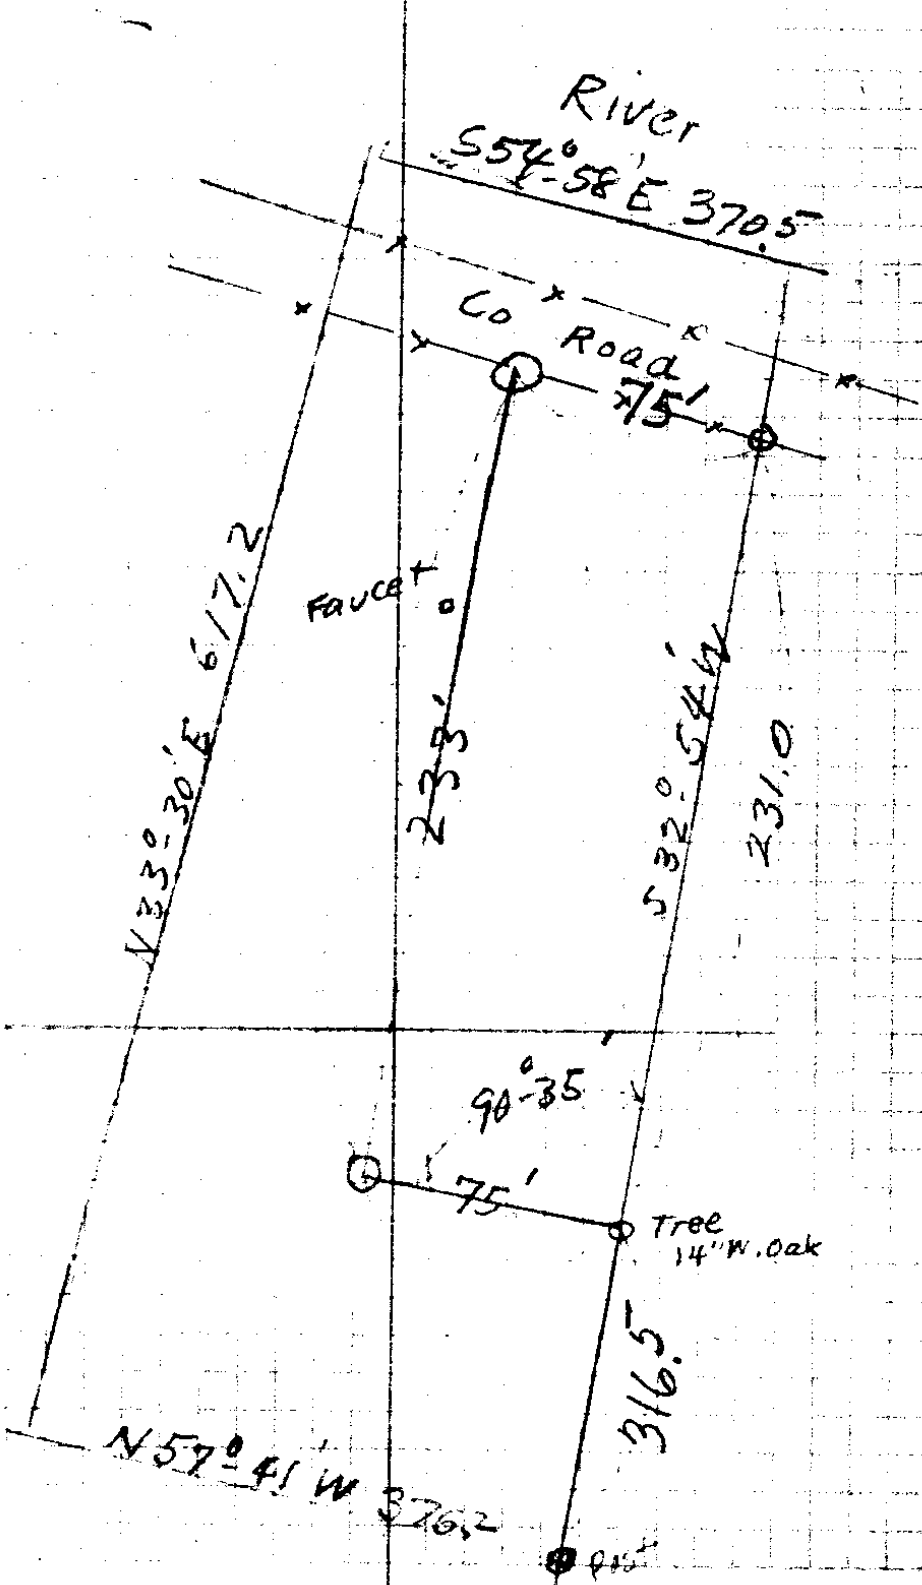 River
S54°-58'E 370.5
Co Road
75'
Faucet
N33°-30'E 617.2
233'
S 32°-54'W
231.0
90°-35'
75'
Tree
14" W. Oak
316.5
N57°-41'W 376.2